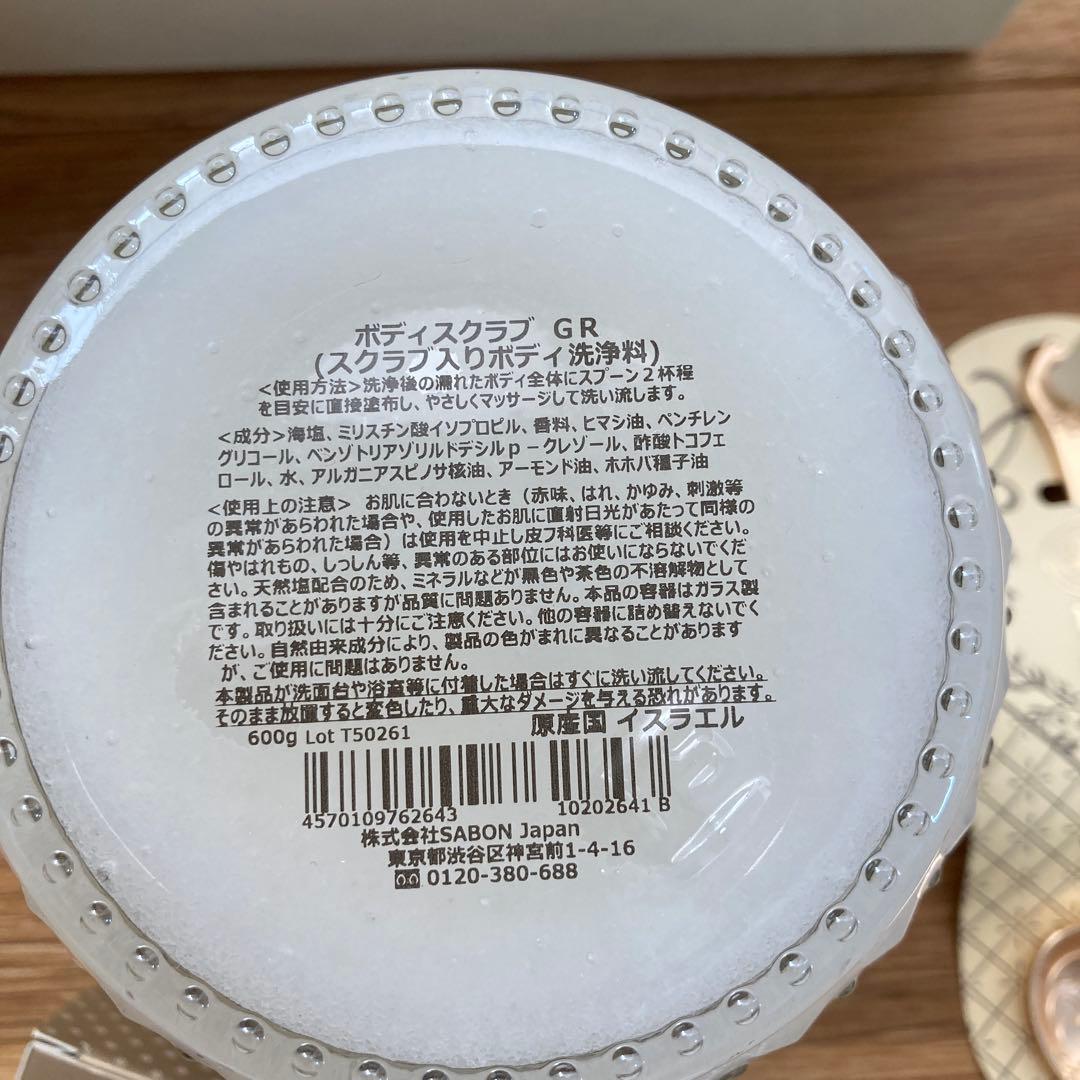 ボディスクラブ GR
(スクラブ入りボディ洗浄料)
<使用方法>洗浄後の濡れたボディ全体にスプーン2杯程
を目安に直接塗布し、やさしくマッサージして洗い流します。
<成分>海塩、ミリスチン酸イソプロピル、香料、ヒマシ油、ペンチレン
グリコール、ベンゾトリアゾリルドデシルp-クレゾール、酢酸トコフェ
ロール、水、アルガニアスピノサ核油、アーモンド油、ホホバ種子油
<使用上の注意> お肌に合わないとき(赤味、はれ、かゆみ、刺激等
の異常があらわれた場合や、使用したお肌に直射日光があたって同様の
異常があらわれた場合)は使用を中止し皮フ科医等にご相談ください。
傷やはれもの、しっしん等、異常のある部位にはお使いにならないでくだ
さい。天然塩配合のため、ミネラルなどが黒色や茶色の不溶解物として
含まれることがありますが品質に問題ありません。本品の容器はガラス製
です。取り扱いには十分にご注意ください。他の容器に詰め替えないでく
ださい。自然由来成分により、製品の色がまれに異なることがあります
が、ご使用に問題はありません。
本製品が洗面台や浴室等に付着した場合はすぐに洗い流してください。
そのまま放置すると変色したり、重大なダメージを与える恐れがあります。
600g Lot T50261 原産国 イスラエル
4570109762643 10202641 B
株式会社SABON Japan
東京都渋谷区神宮前1-4-16
0120-380-688